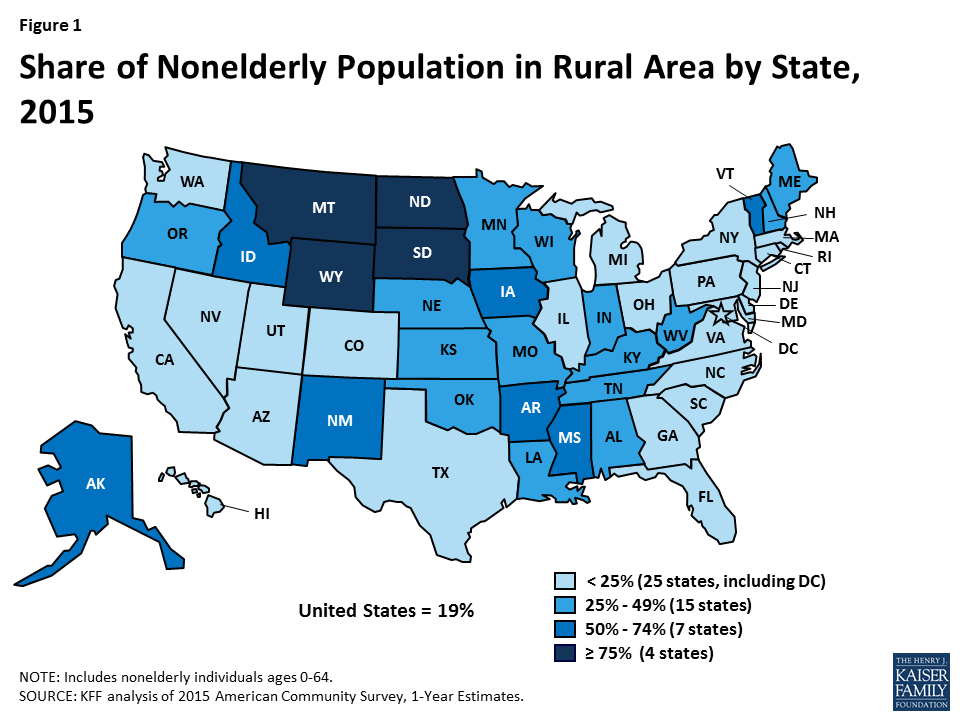 Figure 1
Share of Nonelderly Population in Rural Area by State,
2015
WA
MT
ND
MN
VT
ME
OR
ID
SD
WI
NH
WY
MI
NY
MA
RI
CT
IA
PA
NJ
NE
OH
DE
NV
UT
IL
IN
MD
CO
WV
VA
DC
CA
KS
MO
KY
NC
TN
AZ
NM
OK
AR
SC
MS
AL
GA
LA
TX
FL
AK
HI
< 25% (25 states, including DC)
25% - 49% (15 states)
50% - 74% (7 states)
≥ 75% (4 states)
United States = 19%
NOTE: Includes nonelderly individuals ages 0-64.
SOURCE: KFF analysis of 2015 American Community Survey, 1-Year Estimates.
THE HENRY J.
KAISER
FAMILY
FOUNDATION